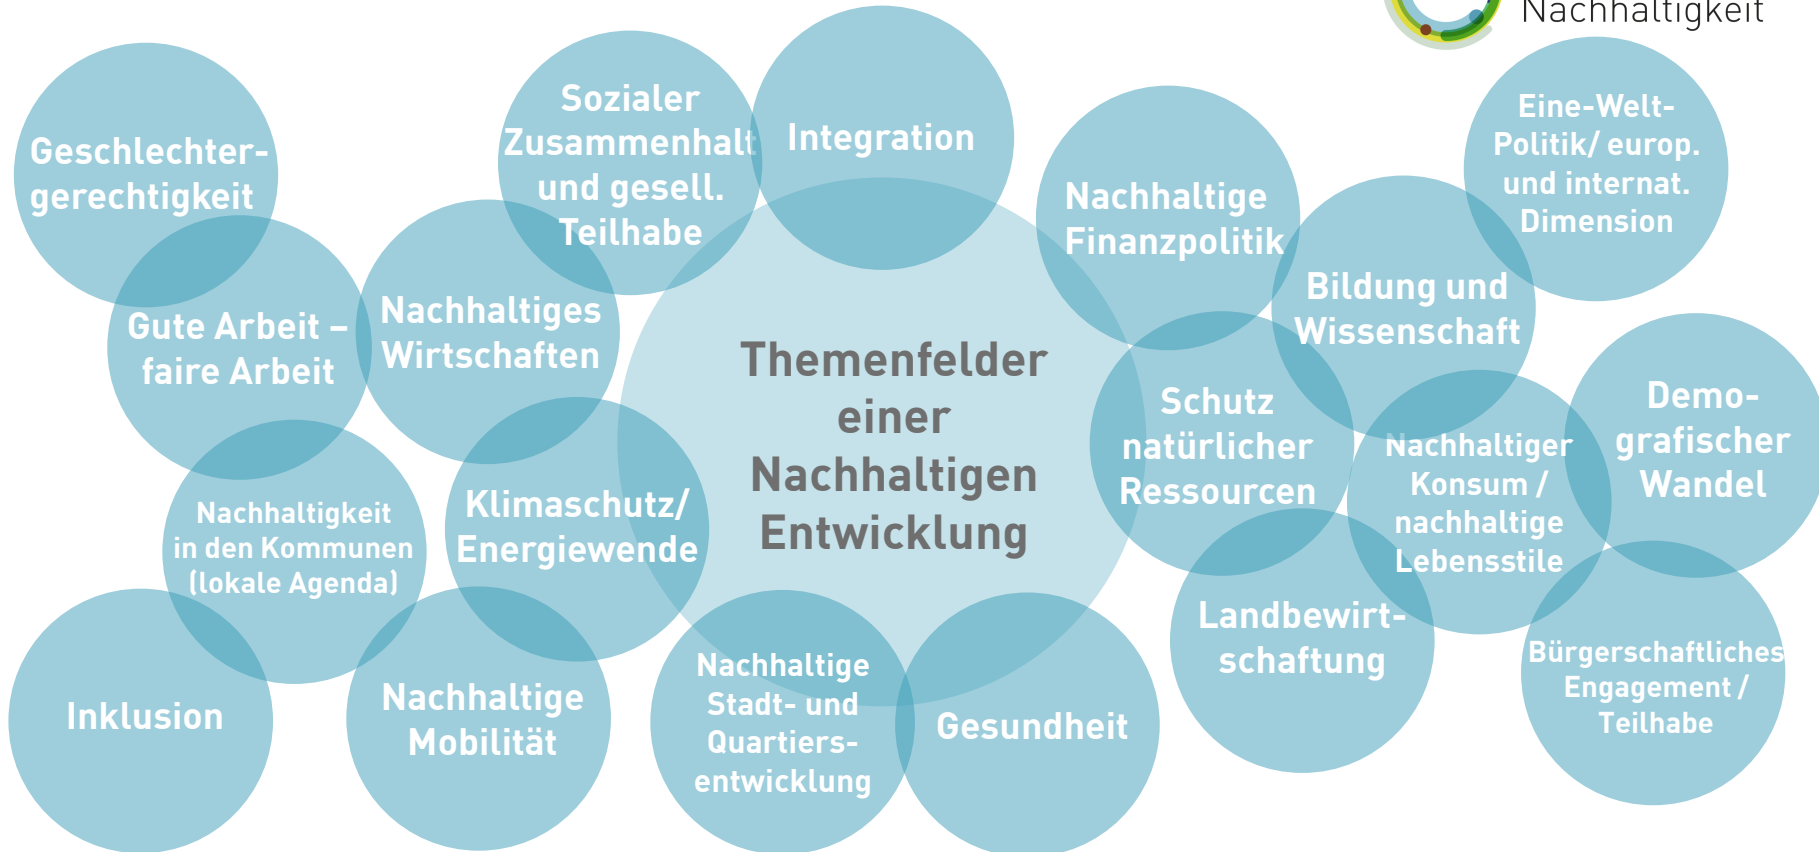 Nachhaltigkeit
Geschlechter-
gerechtigkeit
Sozialer
Zusammenhalt
und gesell.
Teilhabe
Integration
Nachhaltige
Finanzpolitik
Eine-Welt-
Politik/ europ.
und internat.
Dimension
Gute Arbeit –
faire Arbeit
Nachhaltiges
Wirtschaften
Themenfelder
einer
Nachhaltigen
Entwicklung
Bildung und
Wissenschaft
Schutz
natürlicher
Ressourcen
Nachhaltiger
Konsum /
nachhaltige
Lebensstile
Demo-
grafischer
Wandel
Nachhaltigkeit
in den Kommunen
(lokale Agenda)
Klimaschutz/
Energiewende
Inklusion
Nachhaltige
Mobilität
Nachhaltige
Stadt- und
Quartiers-
entwicklung
Gesundheit
Landbewirt-
schaftung
Bürgerschaftliches
Engagement /
Teilhabe